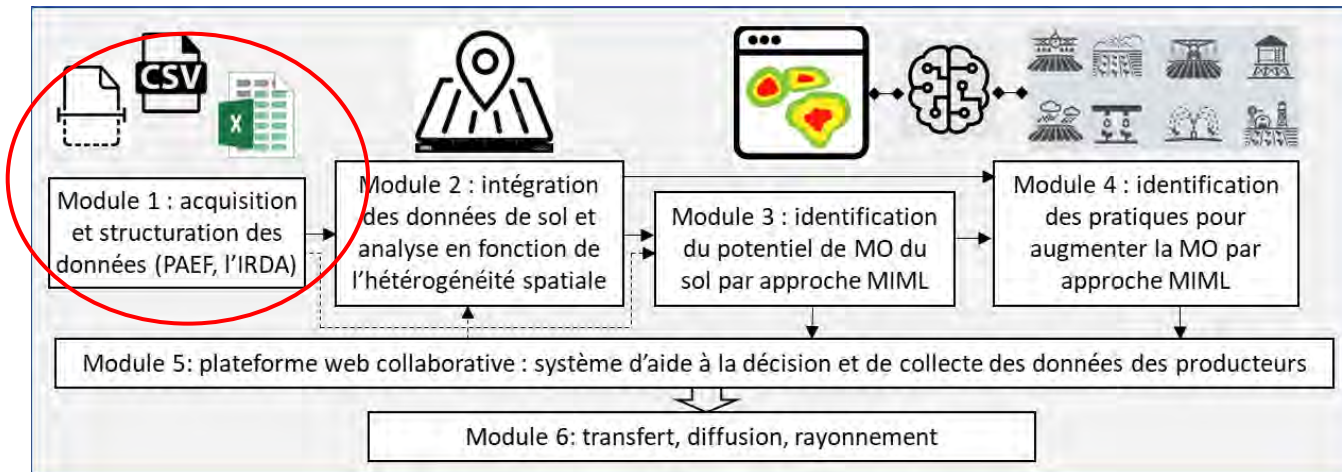 CSV
X
Module 1 : acquisition
et structuration des
données (PAEF, l'IRDA)
Module 2 : intégration
des données de sol et
analyse en fonction de
l'hétérogénéité spatiale
Module 3 : identification
du potentiel de MO du
sol par approche MIML
Module 4 : identification
des pratiques pour
augmenter la MO par
approche MIML
Module 5: plateforme web collaborative : système d'aide à la décision et de collecte des données des producteurs
Module 6: transfert, diffusion, rayonnement